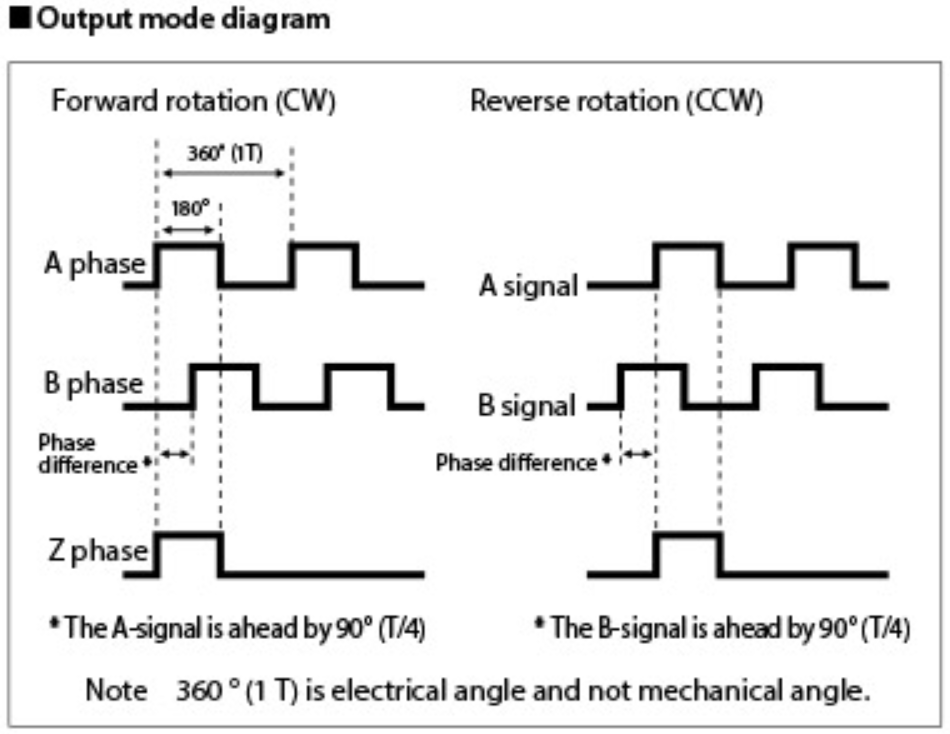 ■ Output mode diagram
Forward rotation (CW)
Reverse rotation (CCW)
360° (1T)
180°
A phase
A signal
B phase
B signal
Phase
difference *
Phase difference *
Z phase
* The A-signal is ahead by 90° (T/4)
* The B-signal is ahead by 90° (T/4)
Note 360 ° (1 T) is electrical angle and not mechanical angle.